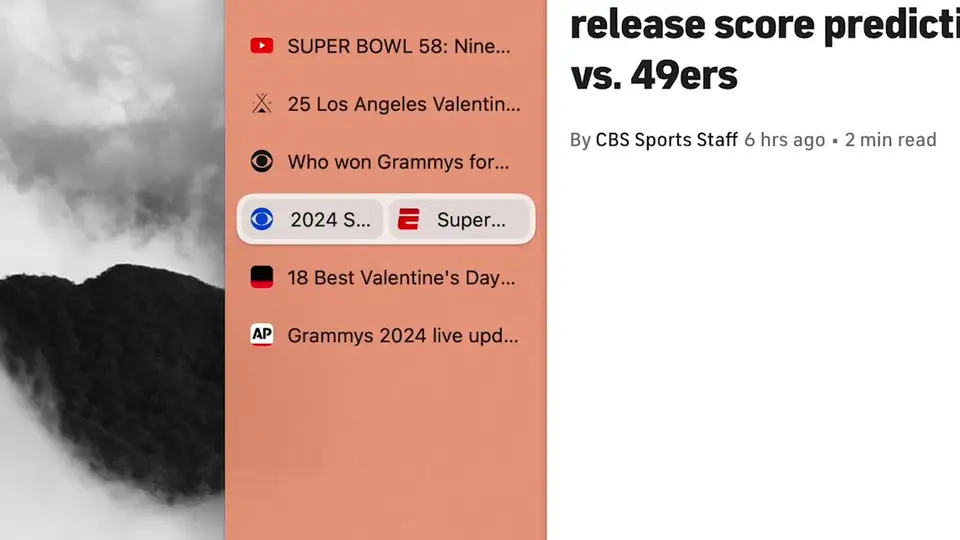 SUPER BOWL 58: Nine...
25 Los Angeles Valentin...
Who won Grammys for...
2024 S...
Super...
18 Best Valentine's Day...
AP
Grammys 2024 live upd...
release score predicti
vs. 49ers
By CBS Sports Staff 6 hrs ago • 2 min read